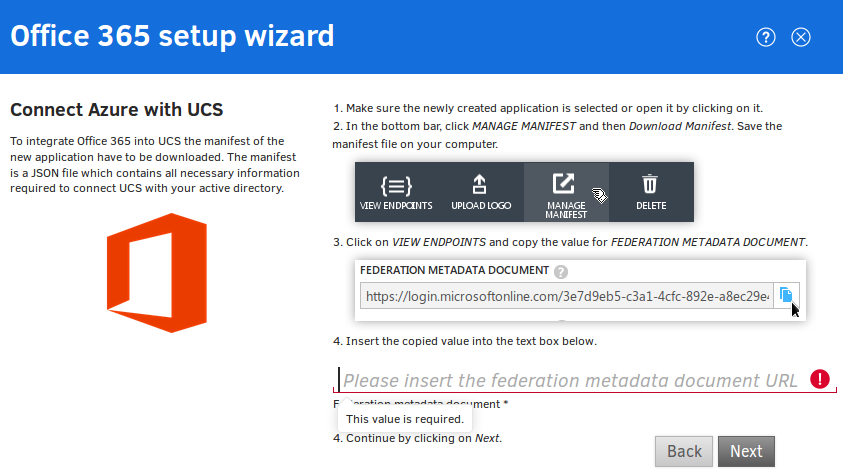 Office 365 setup wizard
Connect Azure with UCS
To integrate Office 365 into UCS the manifest of the
new application have to be downloaded. The manifest
is a JSON file which contains all necessary information
required to connect UCS with your active directory.
1. Make sure the newly created application is selected or open it by clicking on it.
2. In the bottom bar, click MANAGE MANIFEST and then Download Manifest. Save the
manifest file on your computer.
VIEW ENDPOINTS
UPLOAD LOGO
MANAGE
MANIFEST
DELETE
3. Click on VIEW ENDPOINTS and copy the value for FEDERATION METADATA DOCUMENT.
FEDERATION METADATA DOCUMENT ?
https://login.microsoftonline.com/3e7d9eb5-c3a1-4cfc-892e-a8ec29e
4. Insert the copied value into the text box below.
Please insert the federation metadata document URL
metadata document *
This value is required.
4. Continue by clicking on Next.
Back
Next